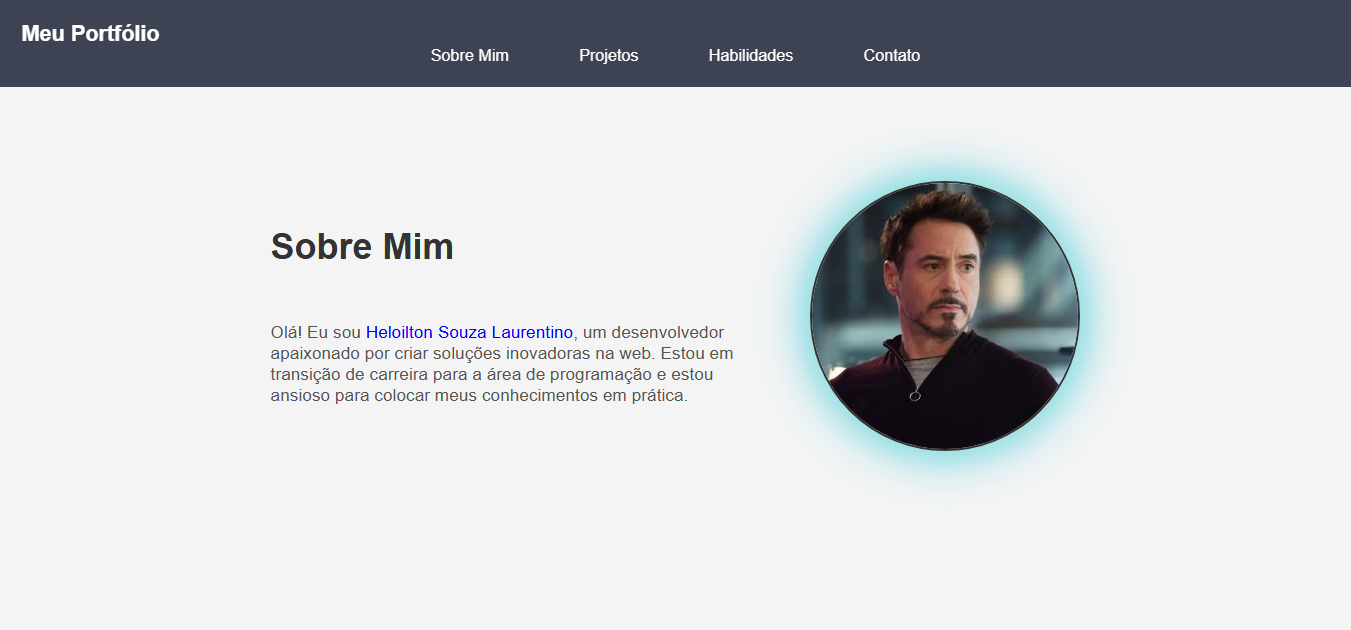 Meu Portfólio
Sobre Mim Projetos Habilidades Contato
Sobre Mim
Olá! Eu sou Heloilton Souza Laurentino, um desenvolvedor
apaixonado por criar soluções inovadoras na web. Estou em
transição de carreira para a área de programação e estou
ansioso para colocar meus conhecimentos em prática.